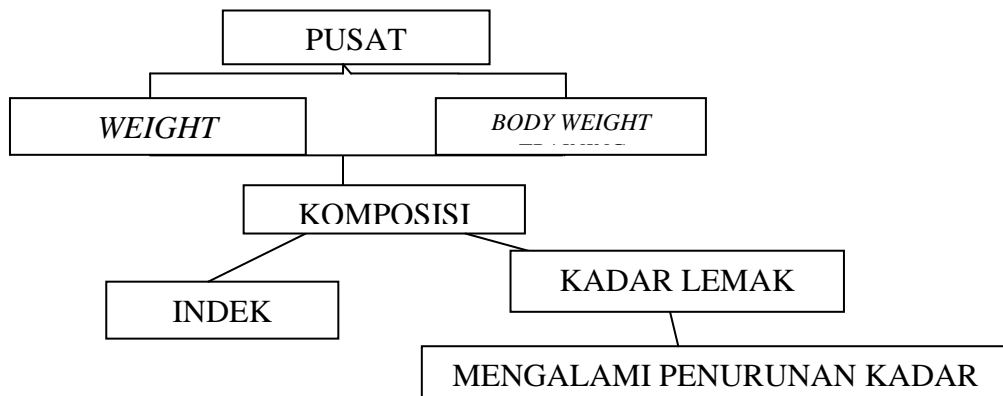 PUSAT
WEIGHT
BODY WEIGHT
KOMPOSISI
KADAR LEMAK
INDEK
MENGALAMI PENURUNAN KADAR